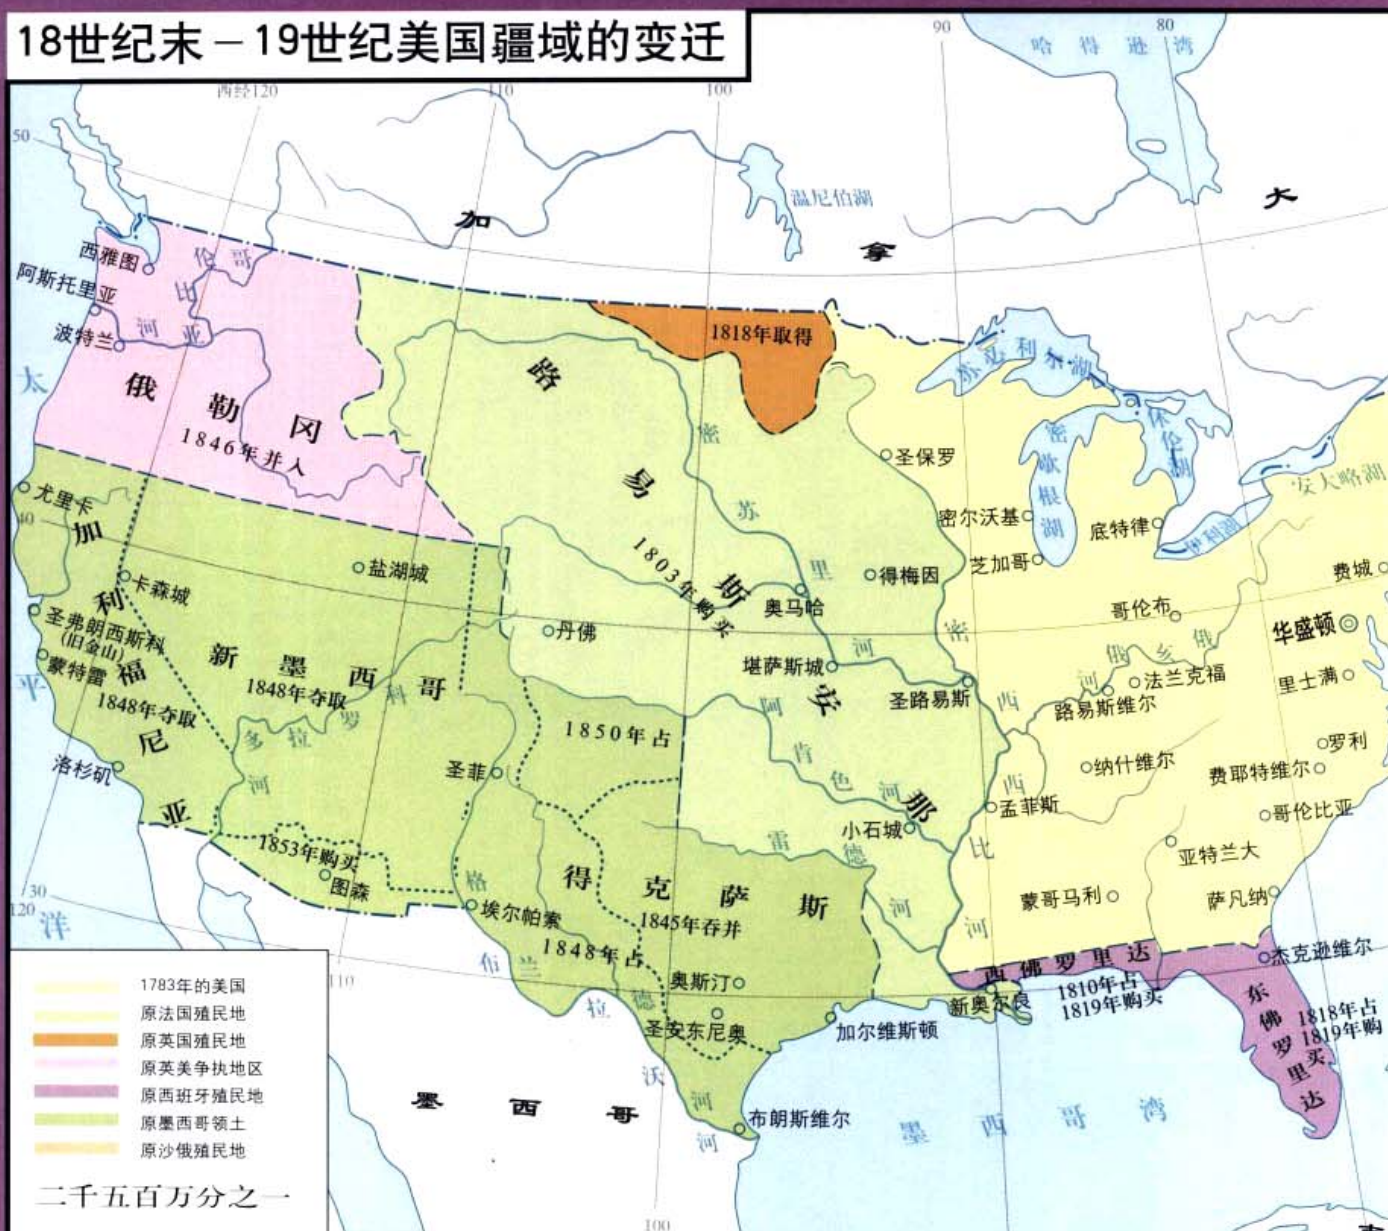 18世纪末－19世纪美国疆域的变迁
90
80
哈得逊湾
西经120
110
100
50
温尼伯湖
加
拿
大
西雅图
阿斯托里亚
波特兰
哥伦比亚河
太平洋
俄勒冈
1846年并入
1818年取得
苏必利尔湖
密歇根湖
休伦湖
安大略湖
伊利湖
路易斯安那
1803年购买
密苏里河
圣保罗
密尔沃基
底特律
芝加哥
得梅因
奥马哈
尤里卡
40
加利福尼亚
1848年夺取
卡森城
盐湖城
圣弗朗西斯科
(旧金山)
蒙特雷
洛杉矶
新墨西哥
1848年夺取
科罗拉多河
丹佛
堪萨斯城
圣路易斯
密西西比河
哥伦布
费城
华盛顿
俄亥俄河
法兰克福
路易斯维尔
里士满
罗利
纳什维尔
费耶特维尔
孟菲斯
哥伦比亚
亚特兰大
蒙哥马利
萨凡纳
1850年占
圣菲
阿肯色河
小石城
雷德河
1853年购买
图森
埃尔帕索
得克萨斯
1845年吞并
1848年占
格兰德河
布拉沃河
奥斯汀
圣安东尼奥
加尔维斯顿
布朗斯维尔
新奥尔良
西佛罗里达
1810年占
1819年购买
杰克逊维尔
东佛罗里达
1818年占
1819年购买
30
120
110
100
墨西哥
墨西哥湾
1783年的美国
原法国殖民地
原英国殖民地
原英美争执地区
原西班牙殖民地
原墨西哥领土
原沙俄殖民地
二千五百万分之一